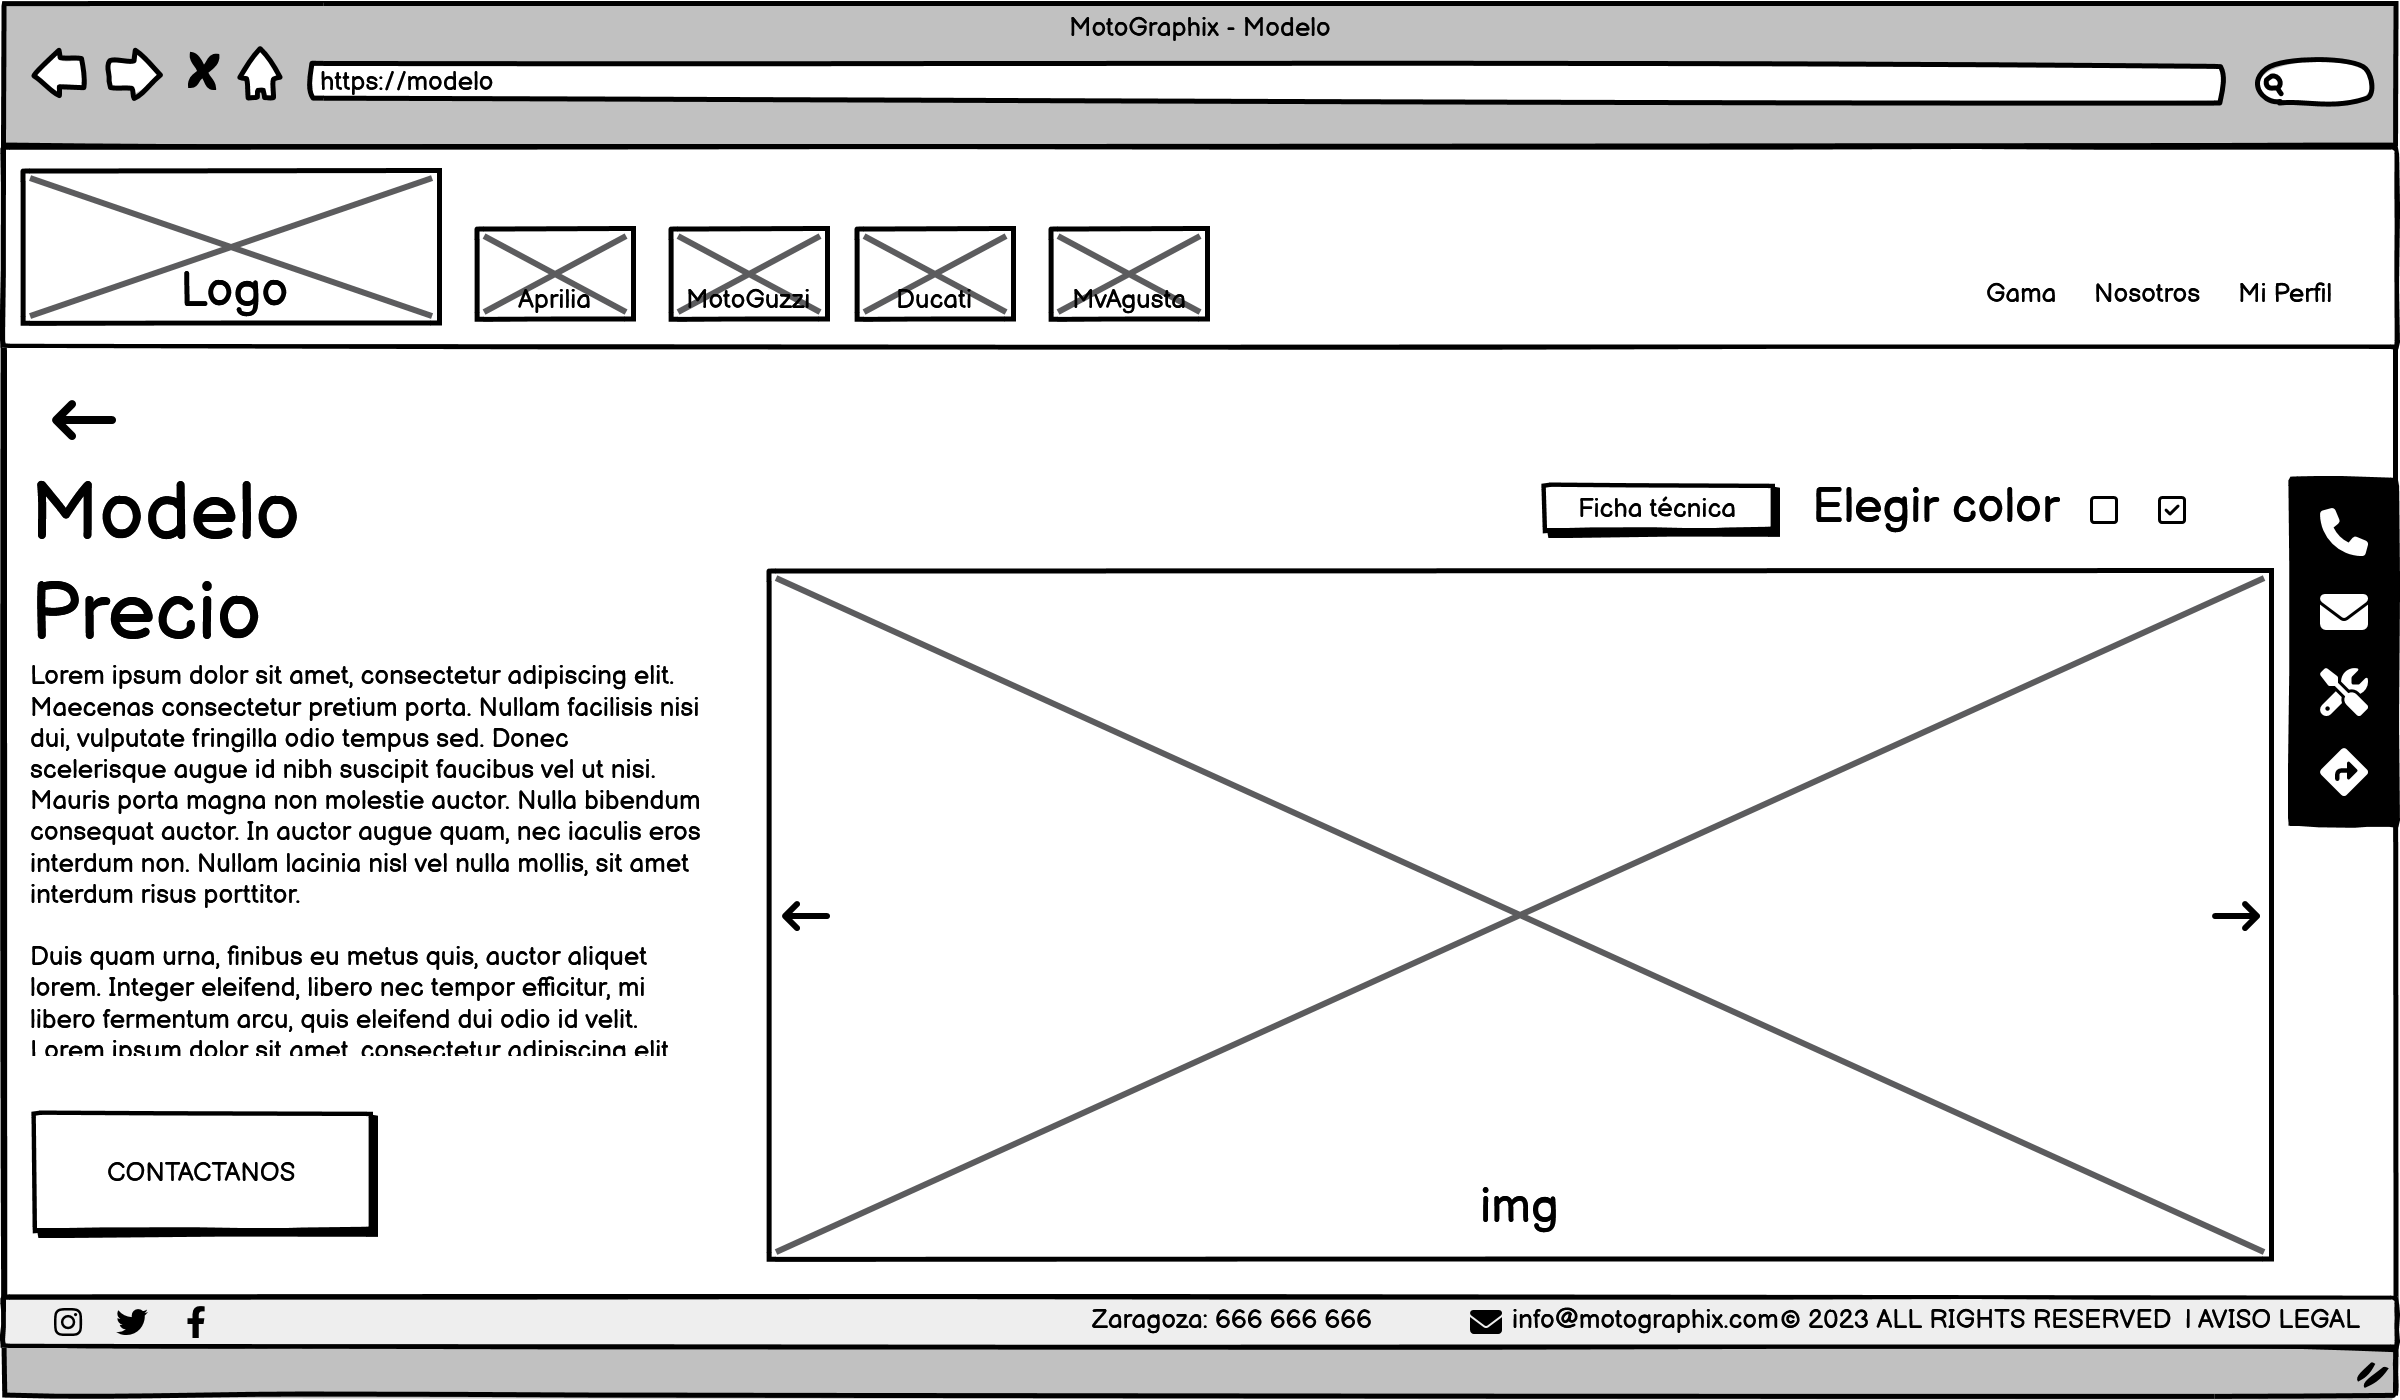 MotoGraphix - Modelo
https://modelo
Logo
Aprilia
MotoGuzzi
Ducati
MvAgusta
Gama
Nosotros
Mi Perfil
Modelo
Ficha técnica
Elegir color
Precio
Lorem ipsum dolor sit amet, consectetur adipiscing elit.
Maecenas consectetur pretium porta. Nullam facilisis nisi
dui, vulputate fringilla odio tempus sed. Donec
scelerisque augue id nibh suscipit faucibus vel ut nisi.
Mauris porta magna non molestie auctor. Nulla bibendum
consequat auctor. In auctor augue quam, nec iaculis eros
interdum non. Nullam lacinia nisl vel nulla mollis, sit amet
interdum risus porttitor.
Duis quam urna, finibus eu metus quis, auctor aliquet
lorem. Integer eleifend, libero nec tempor efficitur, mi
libero fermentum arcu, quis eleifend dui odio id velit.
Lorem ipsum dolor sit amet, consectetur adipiscing elit
CONTACTANOS
img
Zaragoza: 666 666 666
info@motographix.com
© 2023 ALL RIGHTS RESERVED | AVISO LEGAL